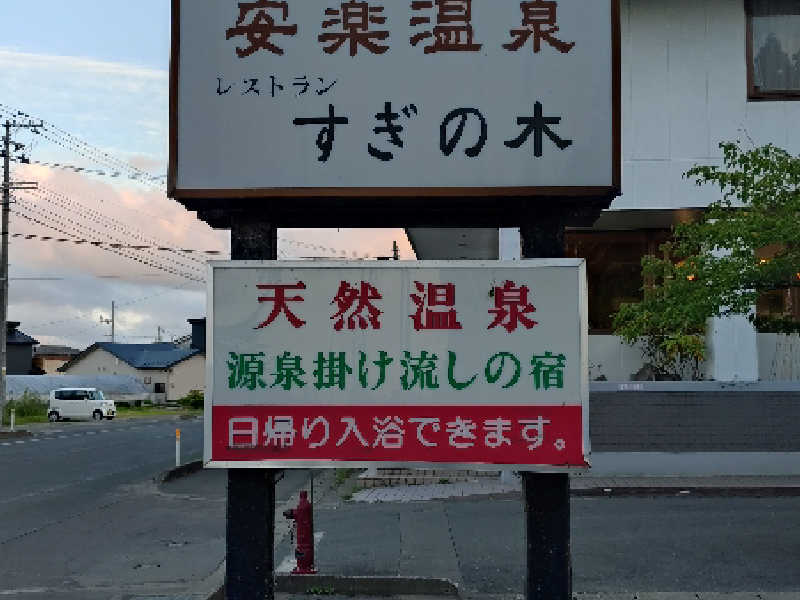 安楽温泉
レストラン
すぎの木
天然温泉
源泉掛け流しの宿
日帰り入浴できます。